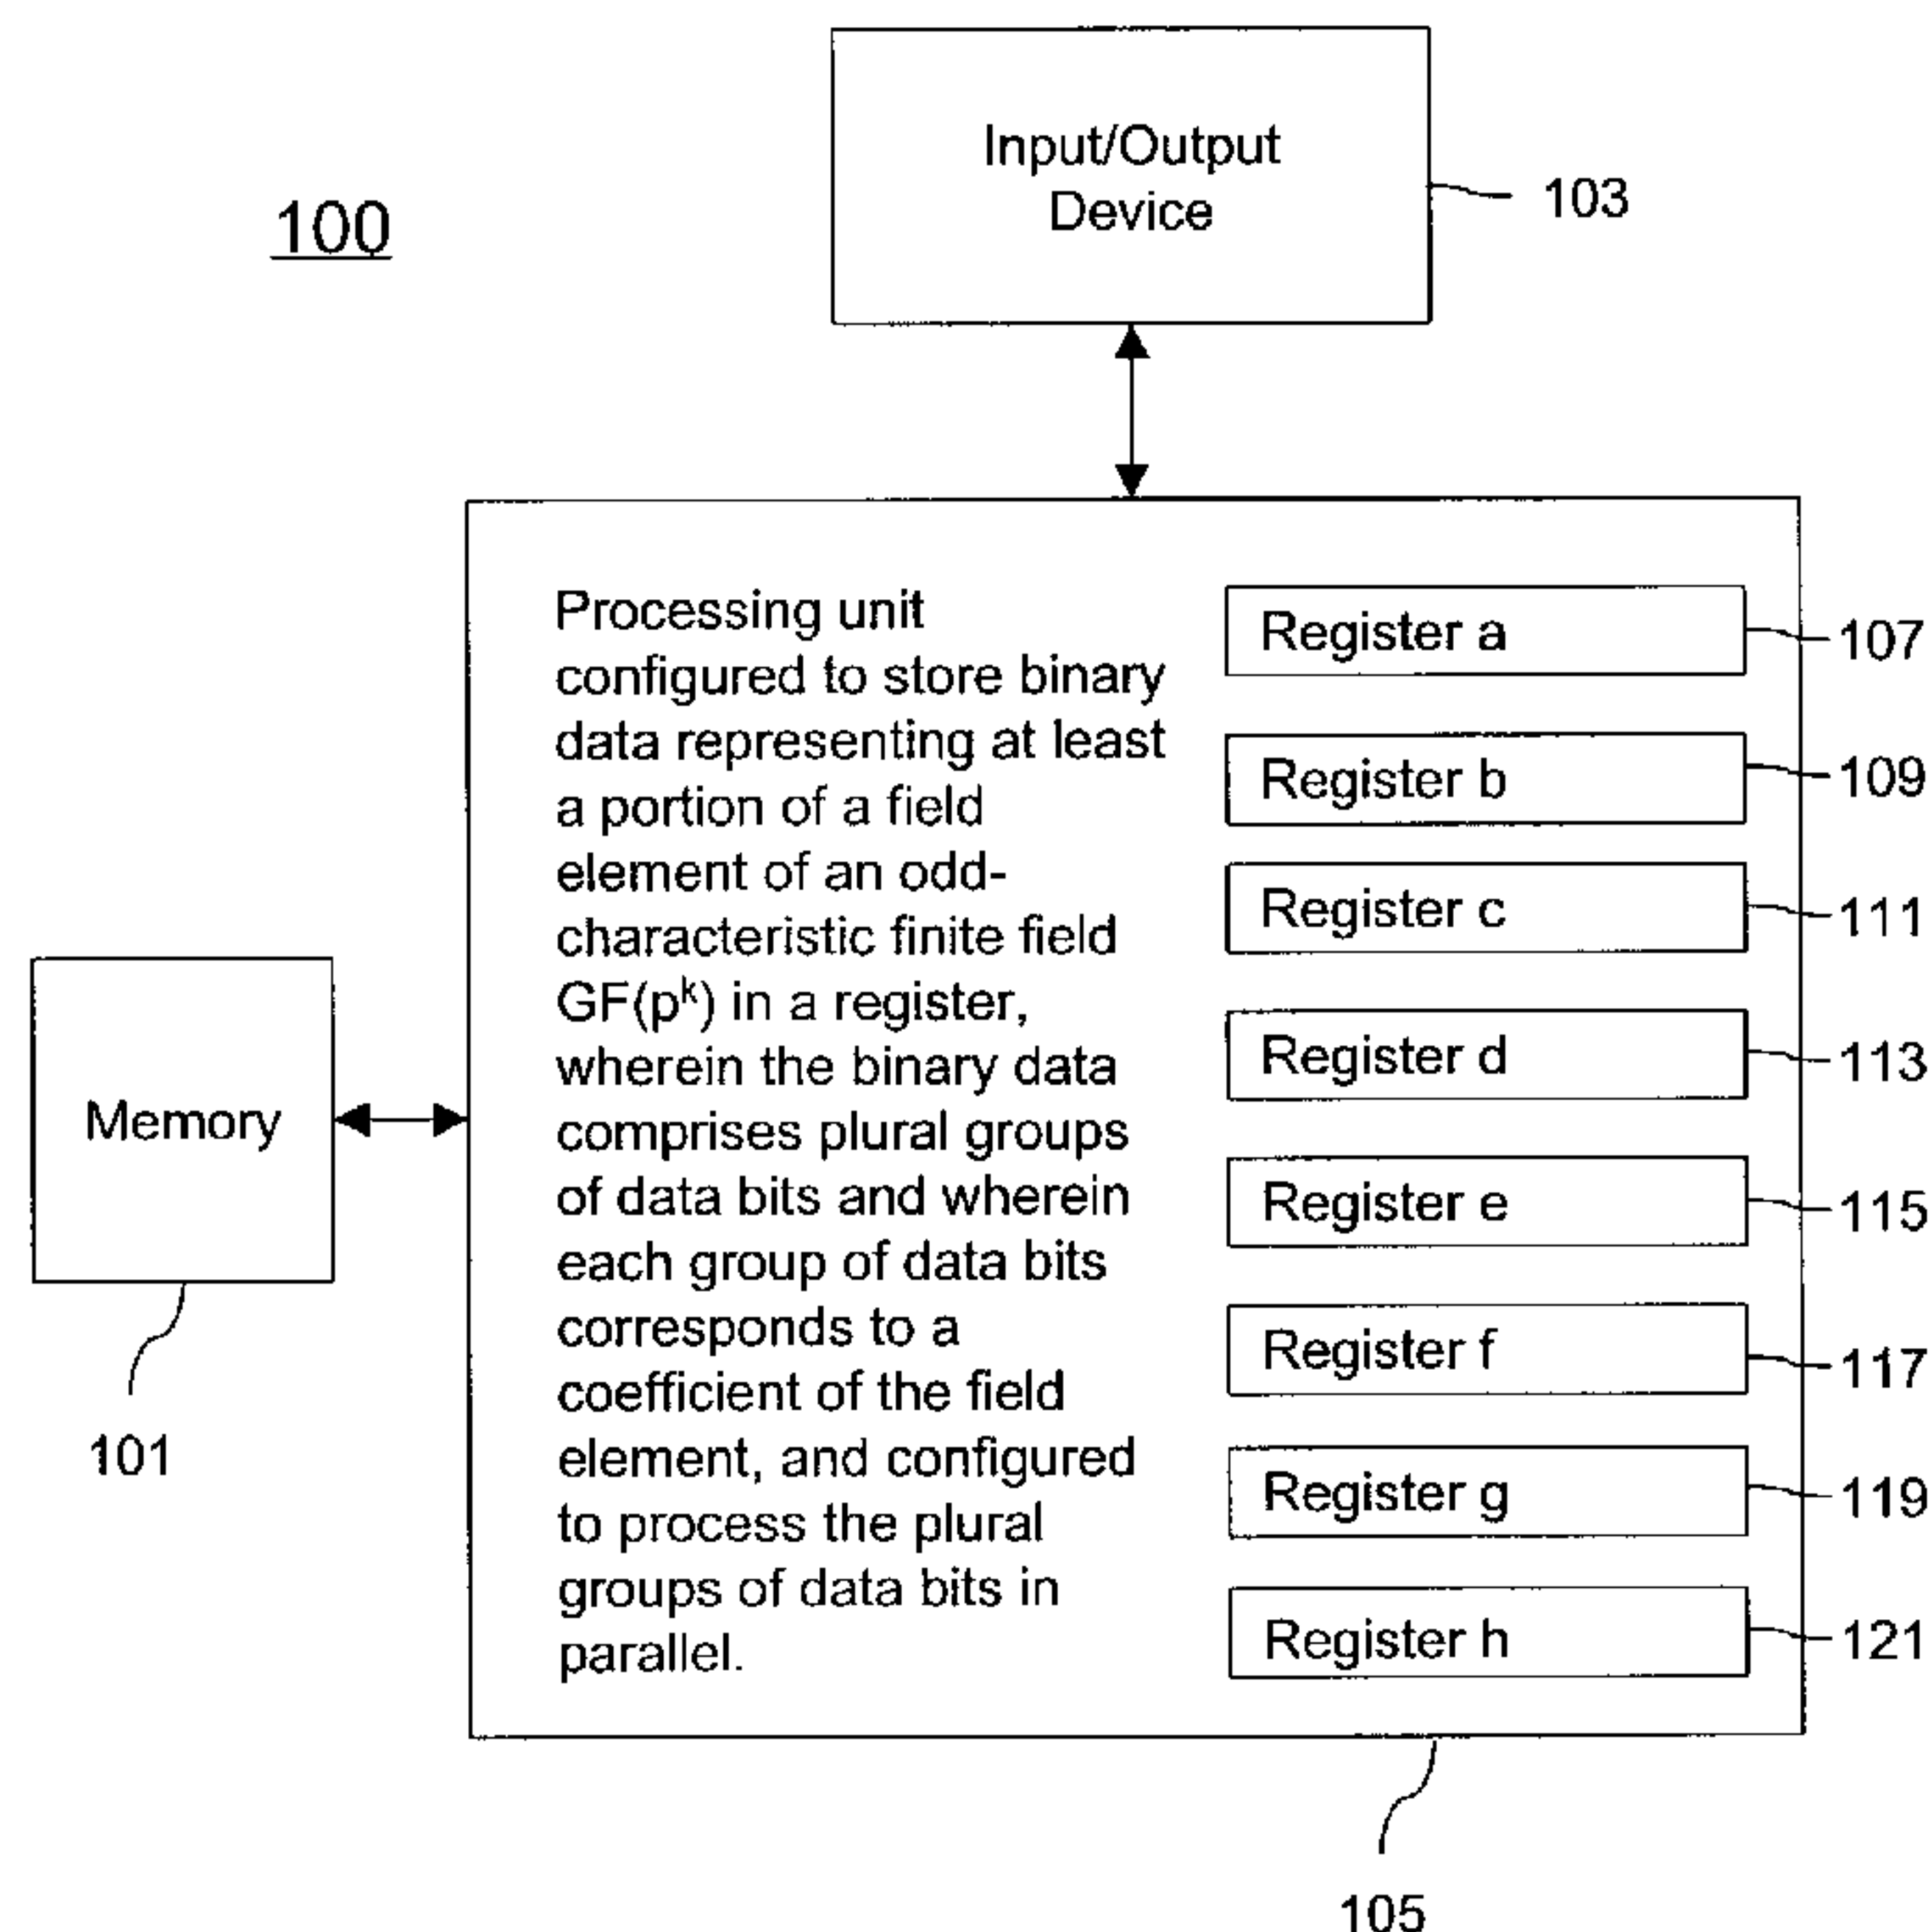 100
Input/Output
Device
103
Processing unit
configured to store binary
data representing at least
a portion of a field
element of an odd-
characteristic finite field
GF(pᵏ) in a register,
wherein the binary data
comprises plural groups
of data bits and wherein
each group of data bits
corresponds to a
coefficient of the field
element, and configured
to process the plural
groups of data bits in
parallel.
Register a
107
Register b
109
Register c
111
Register d
113
Register e
115
Register f
117
Register g
119
Register h
121
Memory
101
105